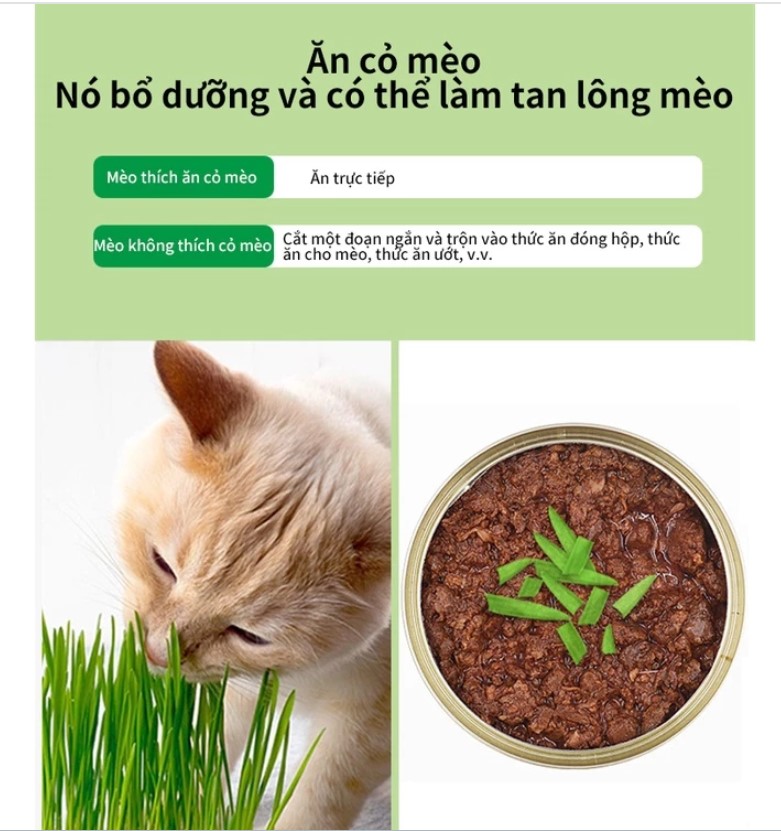 Ăn cỏ mèo
Nó bổ dưỡng và có thể làm tan lông mèo
Mèo thích ăn cỏ mèo
Ăn trực tiếp
Mèo không thích cỏ mèo
Cắt một đoạn ngắn và trộn vào thức ăn đóng hộp, thức
ăn cho mèo, thức ăn ướt, v.v.